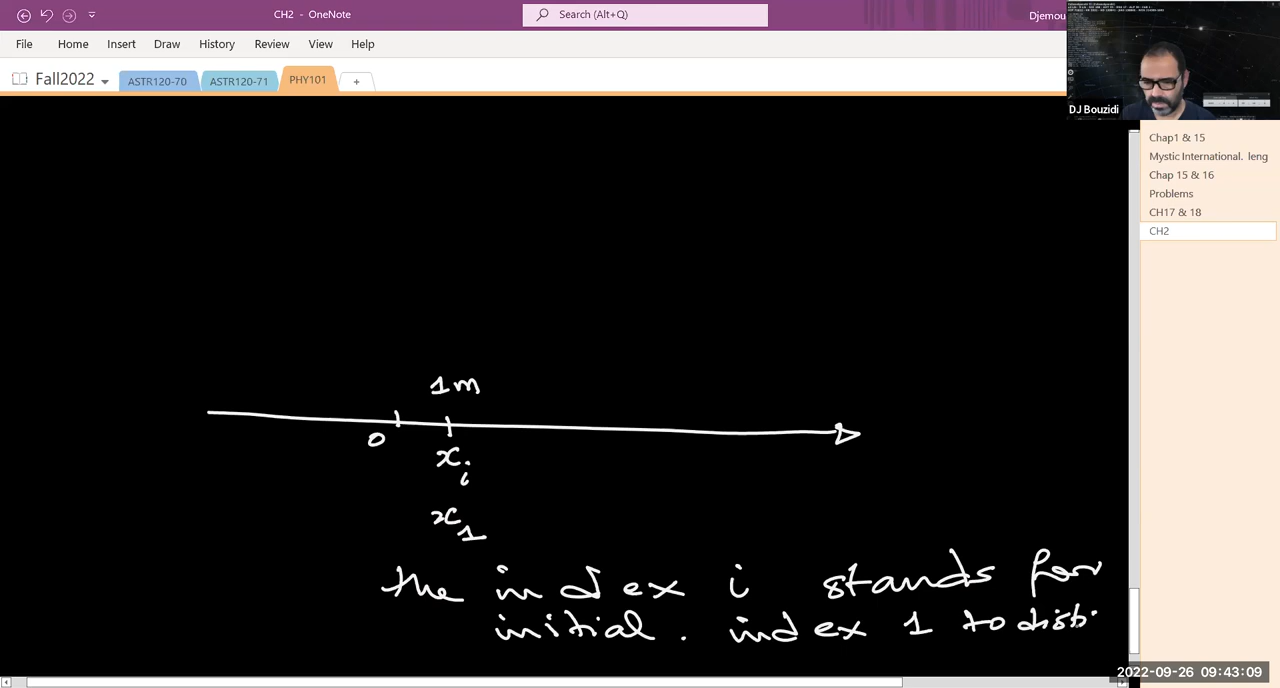 CH2 - OneNote
Search (Alt+Q)
Djemou
File Home Insert Draw History Review View Help
Fall2022 ASTR120-70 ASTR120-71 PHY101 +
DJ Bouzidi
Chap1 & 15
Mystic International. leng
Chap 15 & 16
Problems
CH17 & 18
CH2
1m
0
xi
x1
the index i stands for
initial. index 1 to
2022-09-26 09:43:09